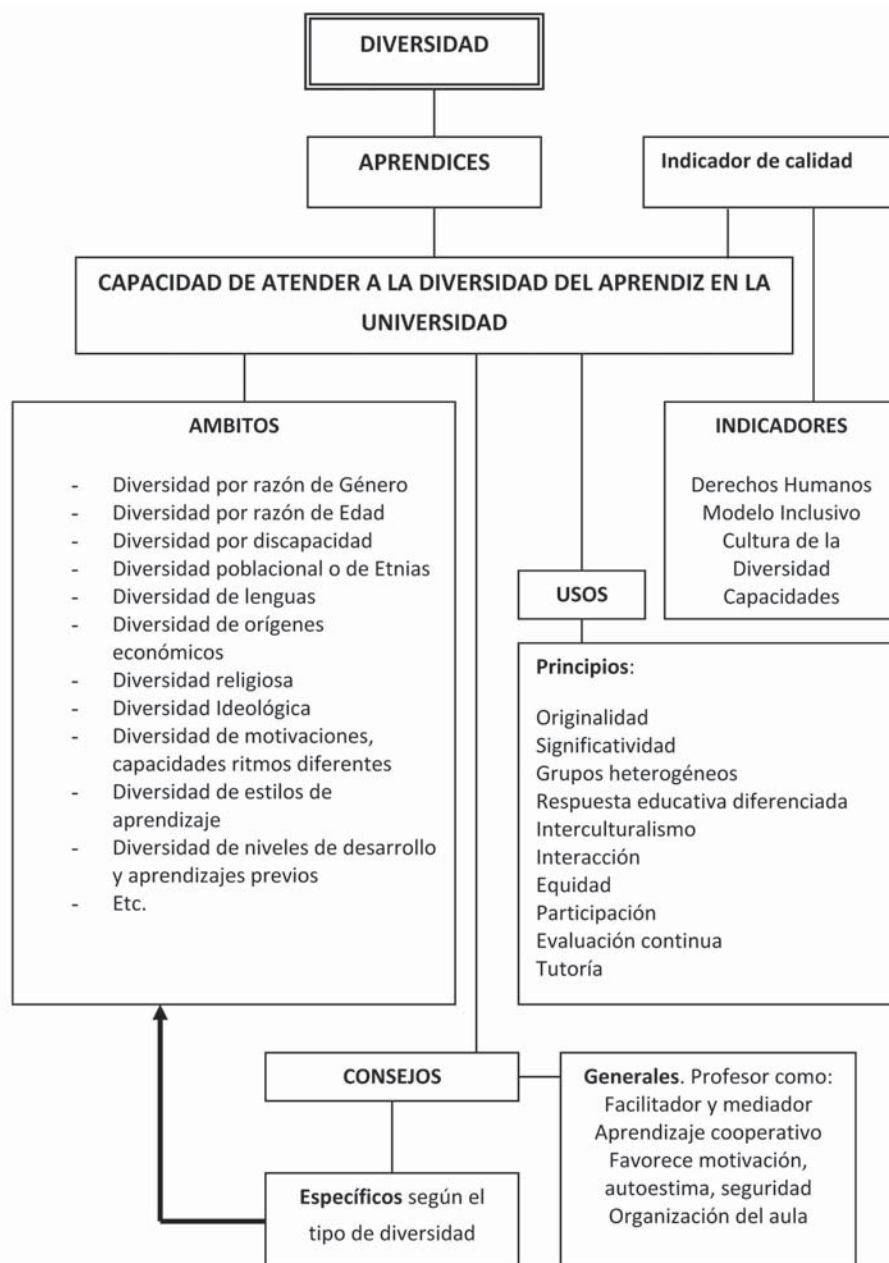 DIVERSIDAD
APRENDICES
Indicador de calidad
CAPACIDAD DE ATENDER A LA DIVERSIDAD DEL APRENDIZ EN LA
UNIVERSIDAD
AMBITOS
- Diversidad por razón de Género
- Diversidad por razón de Edad
- Diversidad por discapacidad
- Diversidad poblacional o de Etnias
- Diversidad de lenguas
- Diversidad de orígenes
económicos
- Diversidad religiosa
- Diversidad Ideológica
- Diversidad de motivaciones,
capacidades ritmos diferentes
- Diversidad de estilos de
aprendizaje
- Diversidad de niveles de desarrollo
y aprendizajes previos
- Etc.
INDICADORES
Derechos Humanos
Modelo Inclusivo
Cultura de la
Diversidad
Capacidades
USOS
Principios:
Originalidad
Significatividad
Grupos heterogéneos
Respuesta educativa diferenciada
Interculturalismo
Interacción
Equidad
Participación
Evaluación continua
Tutoría
CONSEJOS
Generales. Profesor como:
Facilitador y mediador
Aprendizaje cooperativo
Favorece motivación,
autoestima, seguridad
Organización del aula
Específicos según el
tipo de diversidad